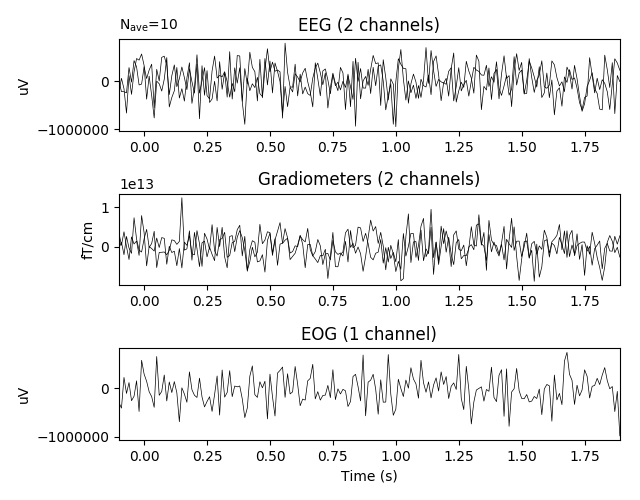 N_ave=10
EEG (2 channels)
uV
0
−1000000
0.00 0.25 0.50 0.75 1.00 1.25 1.50 1.75
Gradiometers (2 channels)
1e13
fT/cm
1
0
0.00 0.25 0.50 0.75 1.00 1.25 1.50 1.75
EOG (1 channel)
uV
0
−1000000
0.00 0.25 0.50 0.75 1.00 1.25 1.50 1.75
Time (s)